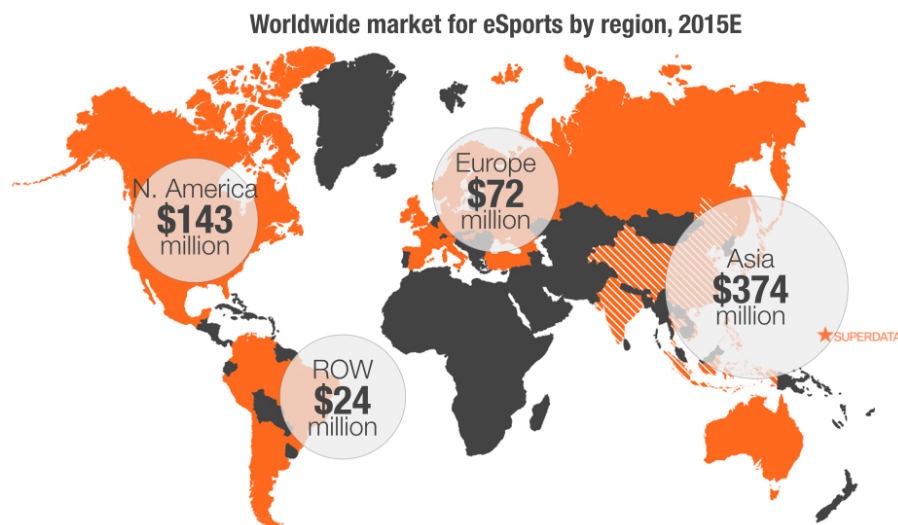 Worldwide market for eSports by region, 2015E
N. America
$143
million
Europe
$72
million
Asia
$374
million
SUPERDATA
ROW
$24
million